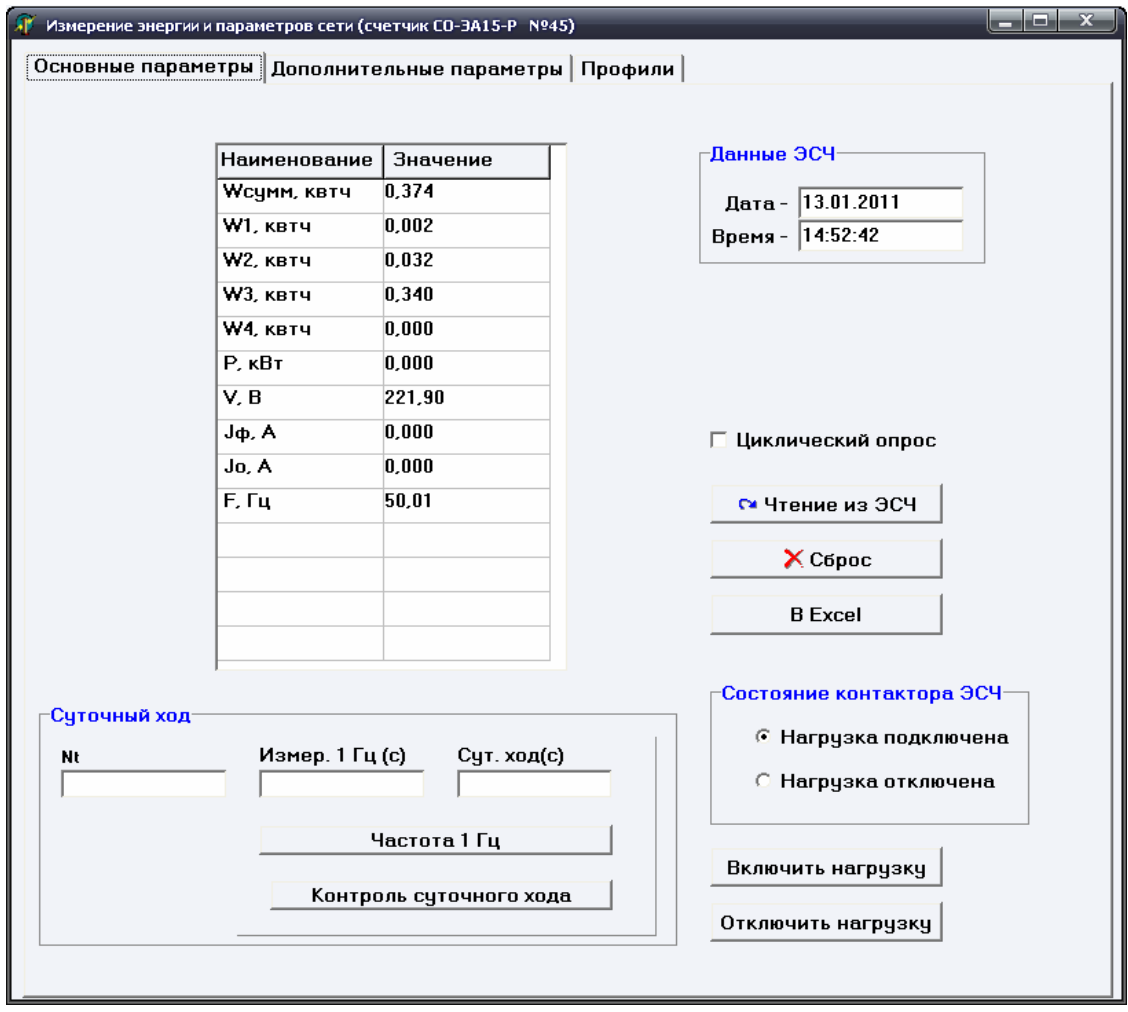 Измерение энергии и параметров сети (счетчик СО-ЭА15-Р №45)
Основные параметры Дополнительные параметры Профили
Наименование Значение
Wсумм, квтч 0,374
W1, квтч 0,002
W2, квтч 0,032
W3, квтч 0,340
W4, квтч 0,000
P, кВт 0,000
V, В 221,90
Jф, А 0,000
Jо, А 0,000
F, Гц 50,01
Данные ЭСЧ
Дата - 13.01.2011
Время - 14:52:42
Циклический опрос
Чтение из ЭСЧ
Сброс
В Excel
Состояние контактора ЭСЧ
Нагрузка подключена
Нагрузка отключена
Включить нагрузку
Отключить нагрузку
Суточный ход
Nt Измер. 1 Гц (с) Сут. ход(с)
Частота 1 Гц
Контроль суточного хода